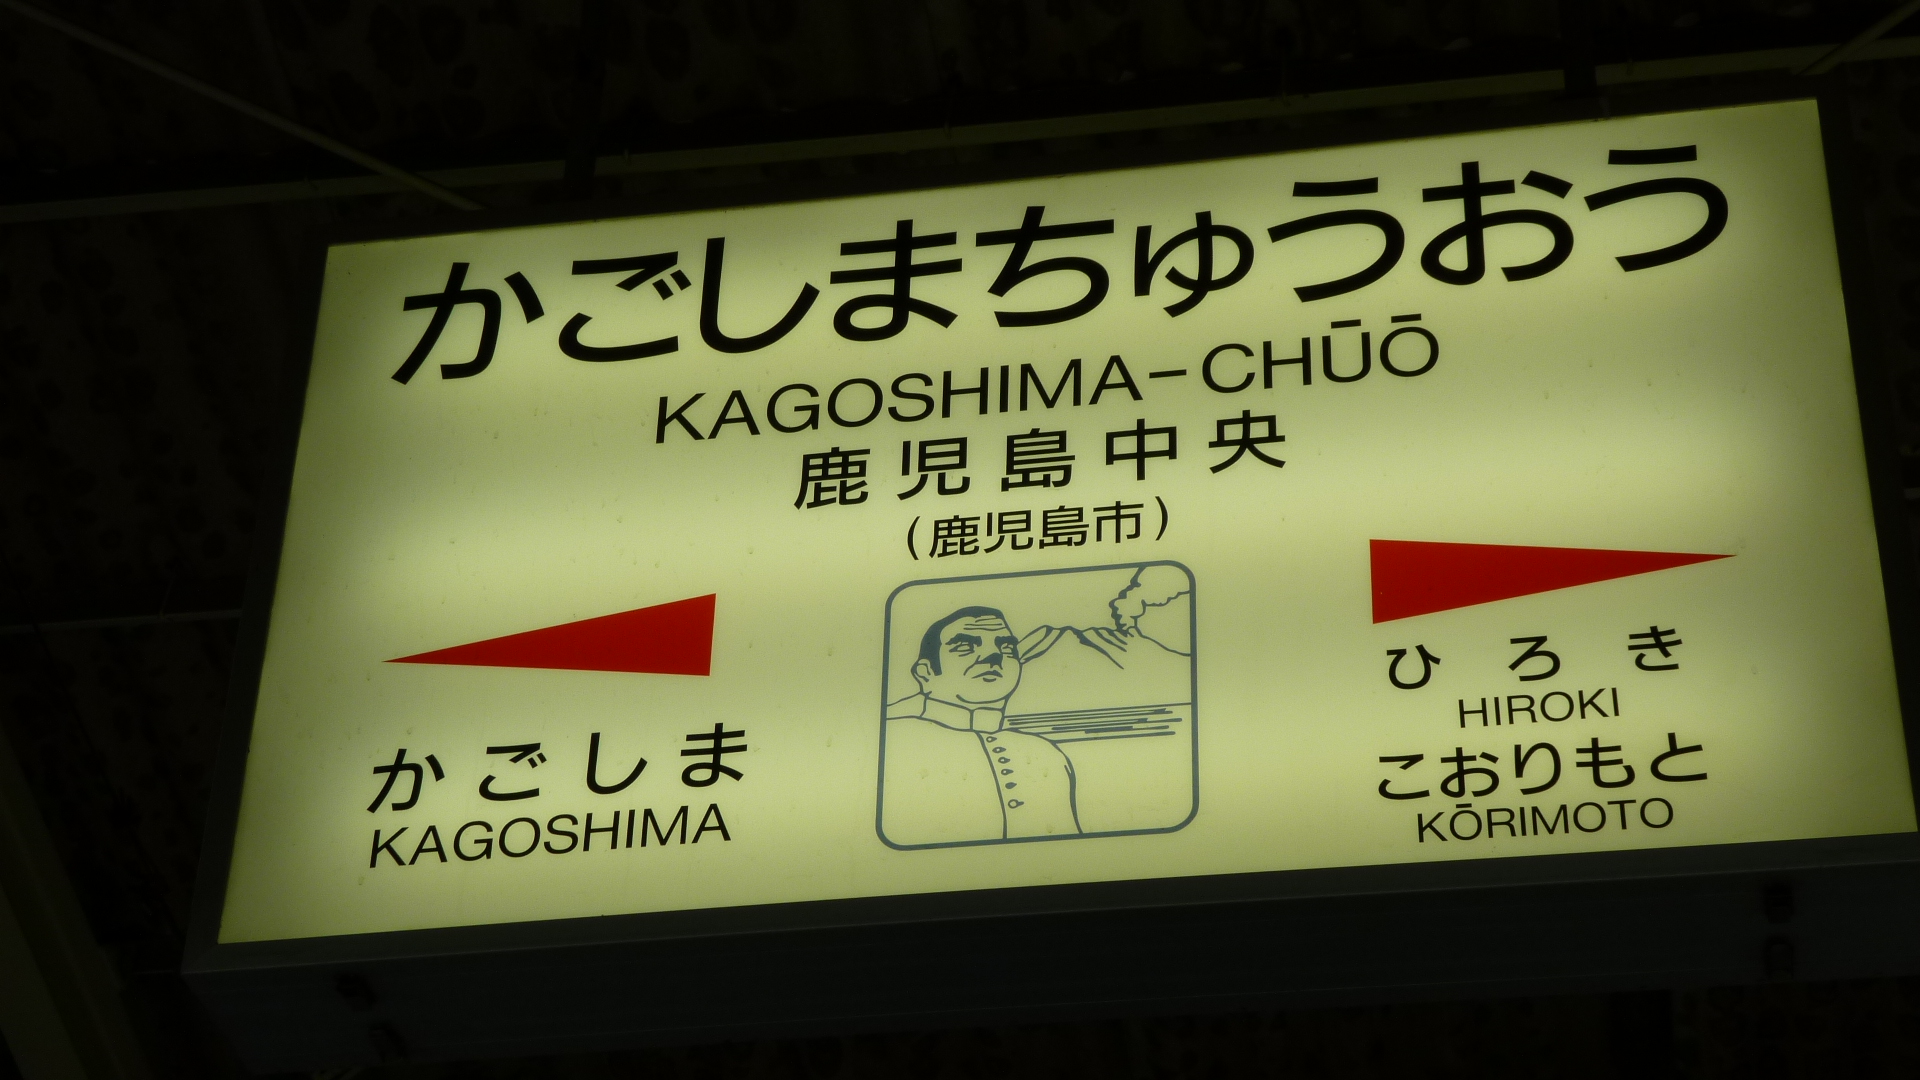 かごしまちゅうおう
KAGOSHIMA-CHŪŌ
鹿児島中央
(鹿児島市)
かごしま
KAGOSHIMA
ひろき
HIROKI
こおりもと
KŌRIMOTO